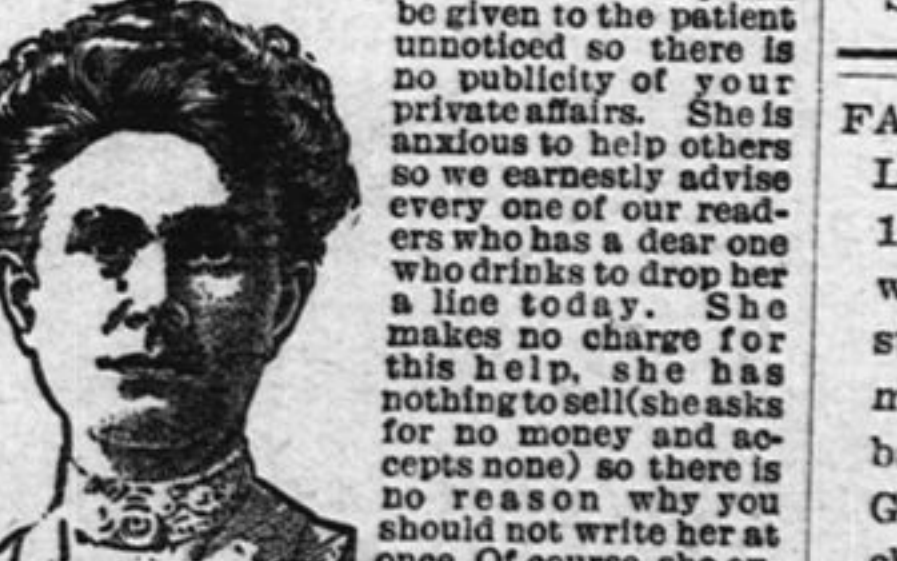 be given to the patient
unnoticed so there is
no publicity of your
private affairs. She is
anxious to help others
so we earnestly advise
every one of our read-
ers who has a dear one
who drinks to drop her
a line today. She
makes no charge for
this help, she has
nothing to sell (she asks
for no money and ac-
cepts none) so there is
no reason why you
should not write her at
once. Of course, she
FA
L
1
w
m
b
G